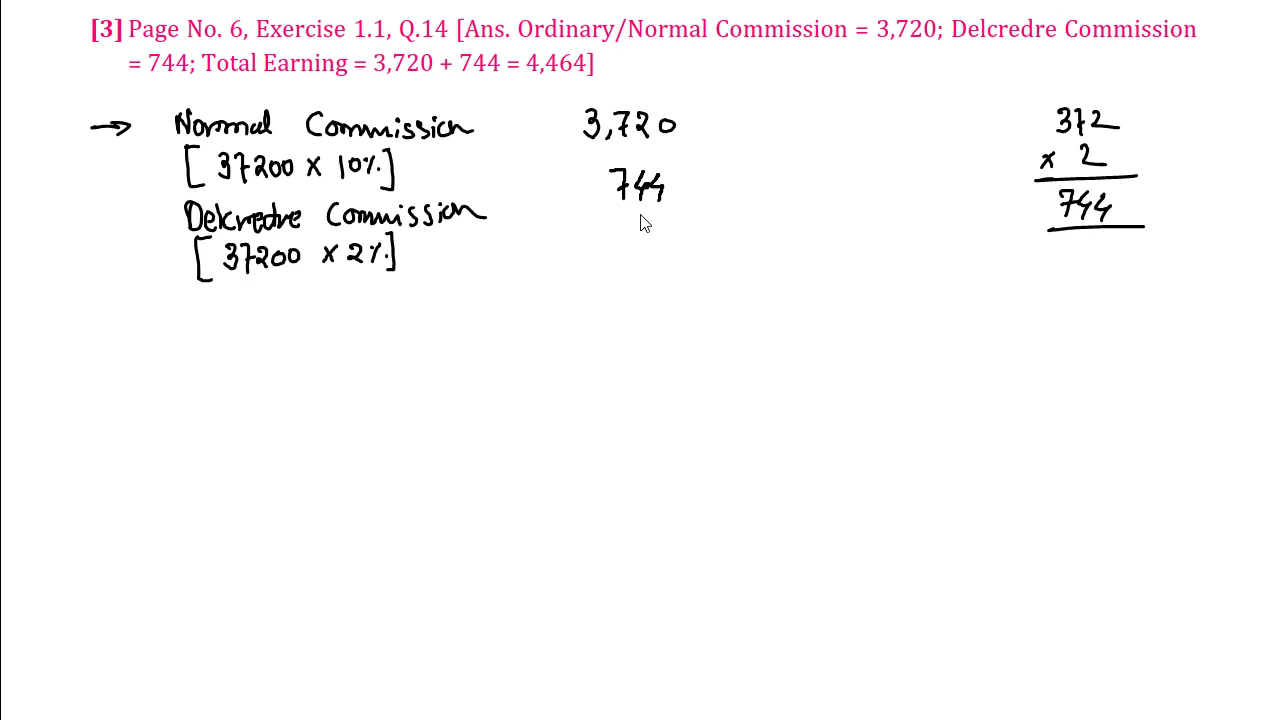 [3] Page No. 6, Exercise 1.1, Q.14 [Ans. Ordinary/Normal Commission = 3,720; Delcredre Commission
= 744; Total Earning = 3,720 + 744 = 4,464]
→ Normal Commission 3,720
[37200 × 10%]
744
Delcredre Commission
[37200 × 2%]
372
× 2
744